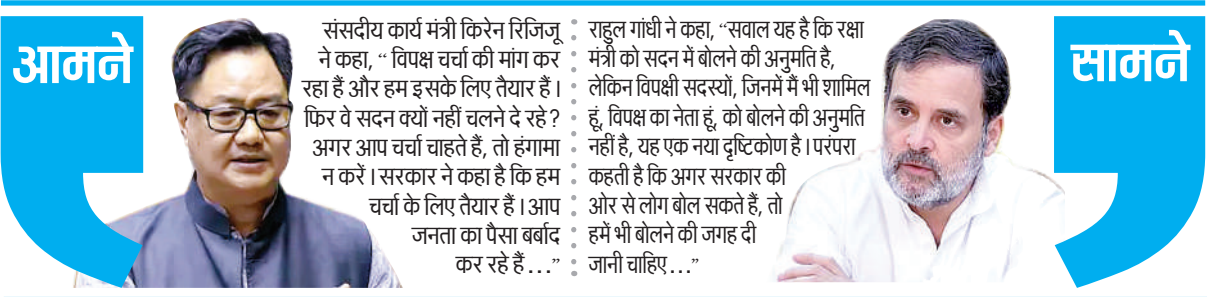 आमने
संसदीय कार्य मंत्री किरेन रिजिजू
ने कहा, “ विपक्ष चर्चा की मांग कर
रहा हैं और हम इसके लिए तैयार हैं।
फिर वे सदन क्यों नहीं चलने दे रहे?
अगर आप चर्चा चाहते हैं, तो हंगामा
न करें। सरकार ने कहा है कि हम
चर्चा के लिए तैयार हैं। आप
जनता का पैसा बर्बाद
कर रहे हैं...”
राहुल गांधी ने कहा, “सवाल यह है कि रक्षा
मंत्री को सदन में बोलने की अनुमति है,
लेकिन विपक्षी सदस्यों, जिनमें मैं भी शामिल
हूं, विपक्ष का नेता हूं, को बोलने की अनुमति
नहीं है, यह एक नया दृष्टिकोण है। परंपरा
कहती है कि अगर सरकार की
ओर से लोग बोल सकते हैं, तो
हमें भी बोलने की जगह दी
जानी चाहिए...”
सामने